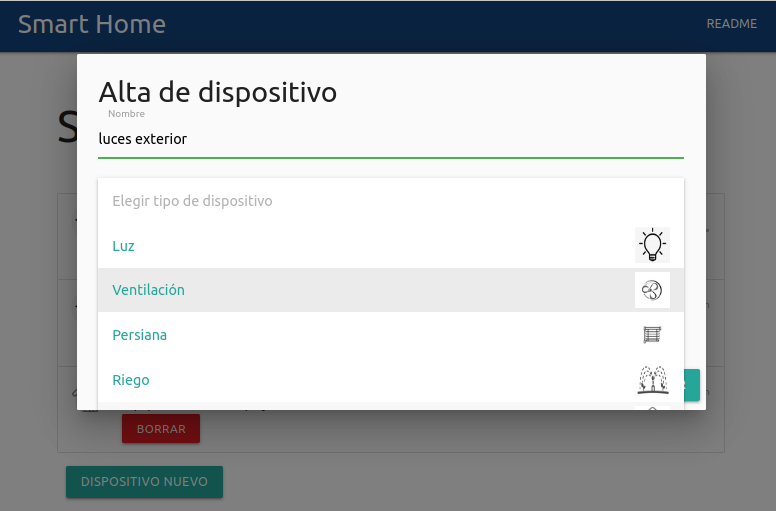 Smart Home
README
Alta de dispositivo
Nombre
luces exterior
Elegir tipo de dispositivo
Luz
Ventilación
Persiana
Riego
BORRAR
DISPOSITIVO NUEVO